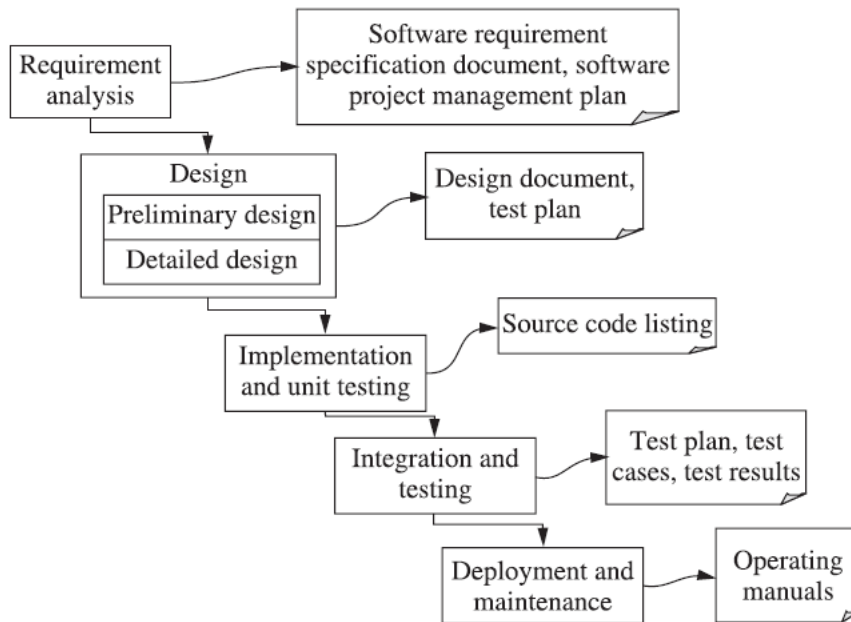 Requirement
analysis
Software requirement
specification document, software
project management plan
Design
Preliminary design
Detailed design
Design document,
test plan
Implementation
and unit testing
Source code listing
Integration and
testing
Test plan, test
cases, test results
Deployment and
maintenance
Operating
manuals